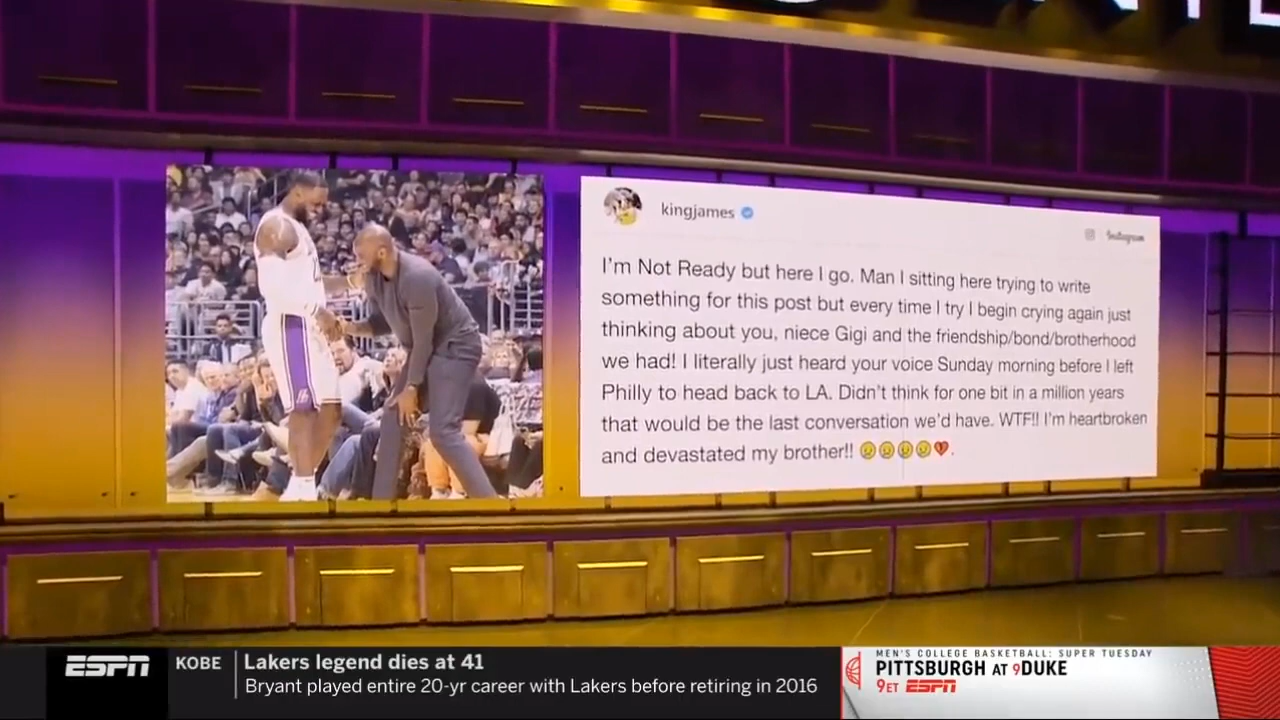 kingjames
Instagram
I'm Not Ready but here I go. Man I sitting here trying to write
something for this post but every time I try I begin crying again just
thinking about you, niece Gigi and the friendship/bond/brotherhood
we had! I literally just heard your voice Sunday morning before I left
Philly to head back to LA. Didn't think for one bit in a million years
that would be the last conversation we'd have. WTF!! I'm heartbroken
and devastated my brother!! 😢😢😢😢💔.
ESPN
KOBE
Lakers legend dies at 41
Bryant played entire 20-yr career with Lakers before retiring in 2016
MEN'S COLLEGE BASKETBALL: SUPER TUESDAY
PITTSBURGH AT 9DUKE
9ET ESPN